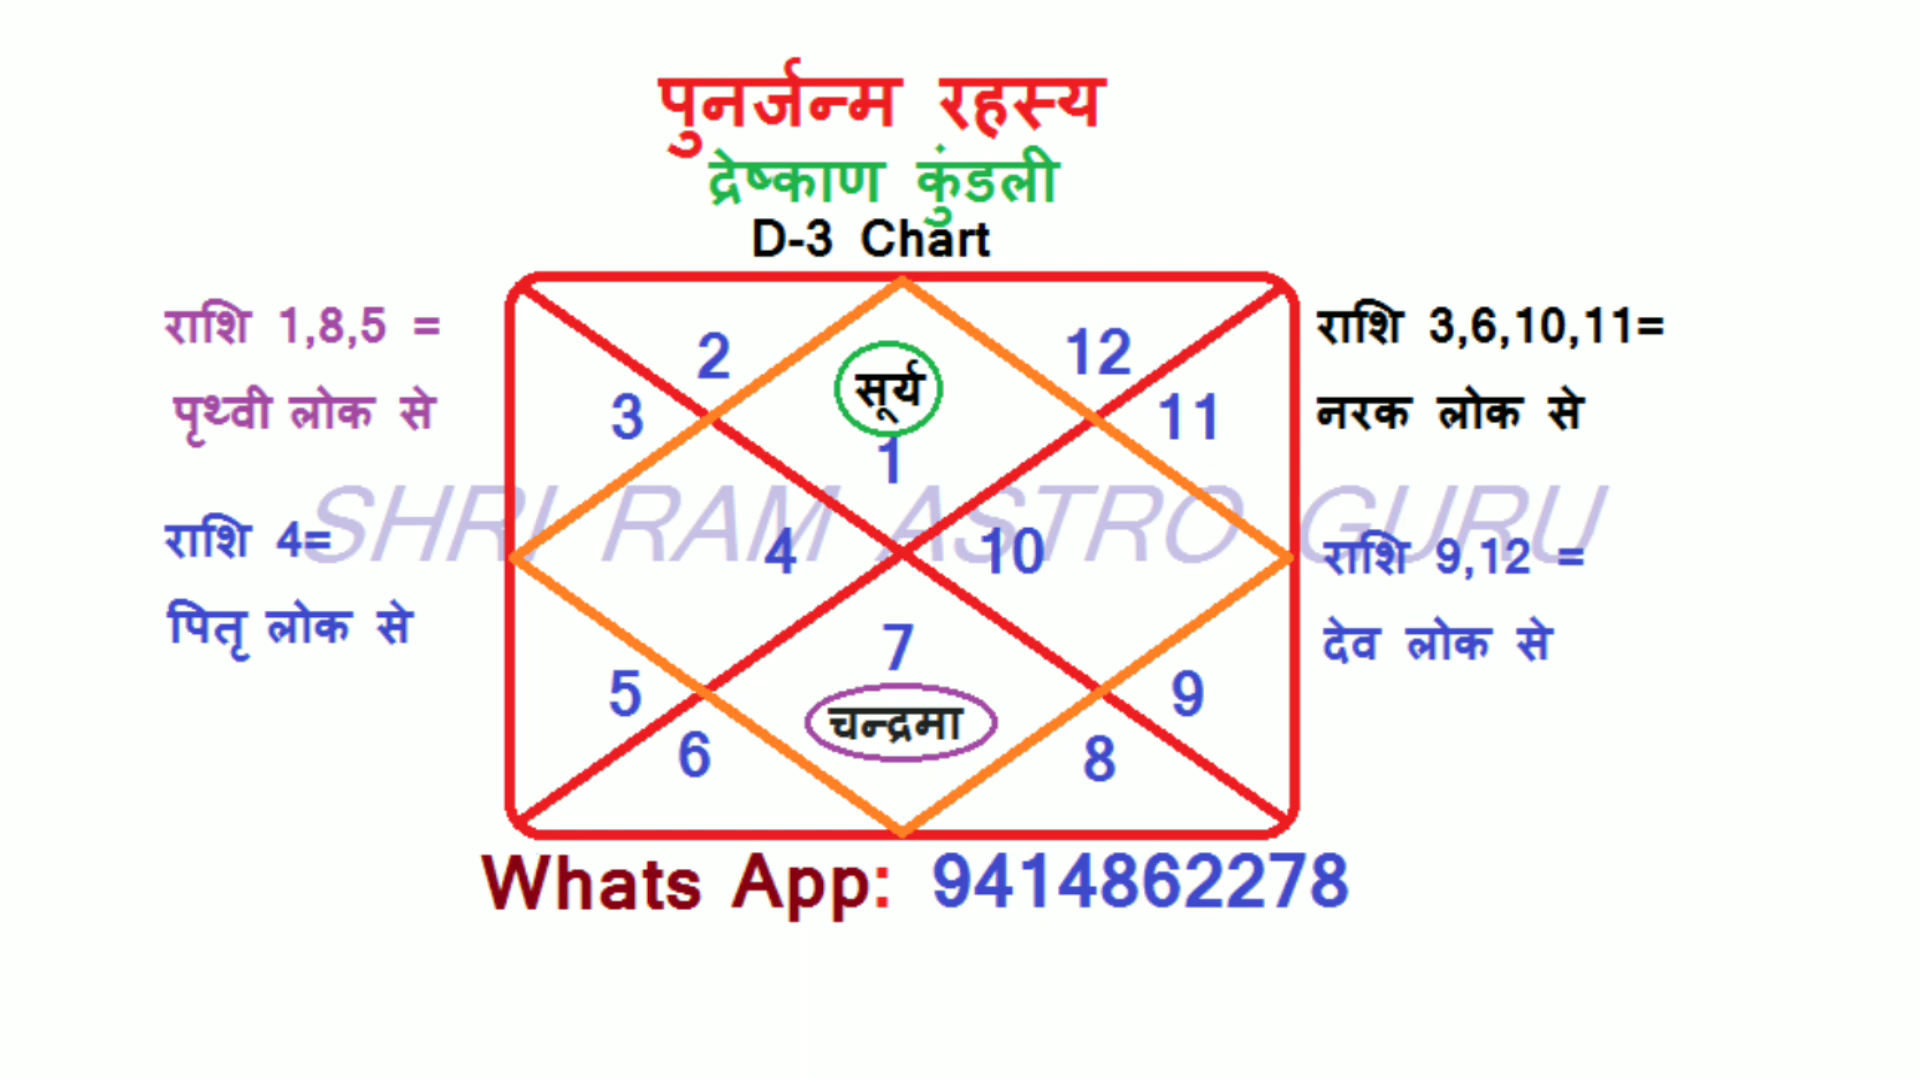 पुनर्जन्म रहस्य
द्रेष्काण कुंडली
D-3 Chart
राशि 1,8,5 =
पृथ्वी लोक से
राशि 4=
पितृ लोक से
2
12
सूर्य
3
11
1
SHRI RAM ASTRO GURU
4
10
7
5
9
चन्द्रमा
6
8
राशि 3,6,10,11=
नरक लोक से
राशि 9,12 =
देव लोक से
Whats App: 9414862278